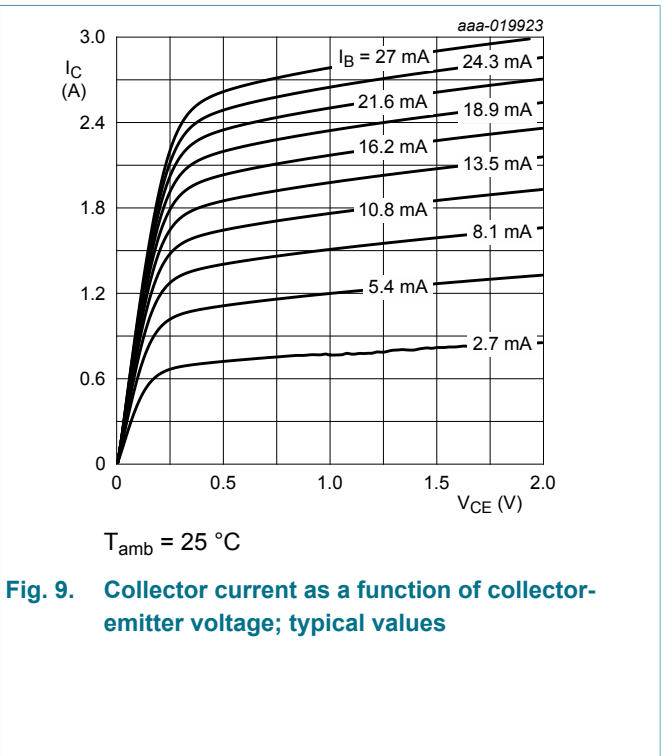 aaa-019923
3.0
I_C
(A)
2.4
1.8
1.2
0.6
0
I_B = 27 mA
24.3 mA
21.6 mA
18.9 mA
16.2 mA
13.5 mA
10.8 mA
8.1 mA
5.4 mA
2.7 mA
0 0.5 1.0 1.5 2.0
V_CE (V)
T_amb = 25 °C
Fig. 9. Collector current as a function of collector-
emitter voltage; typical values